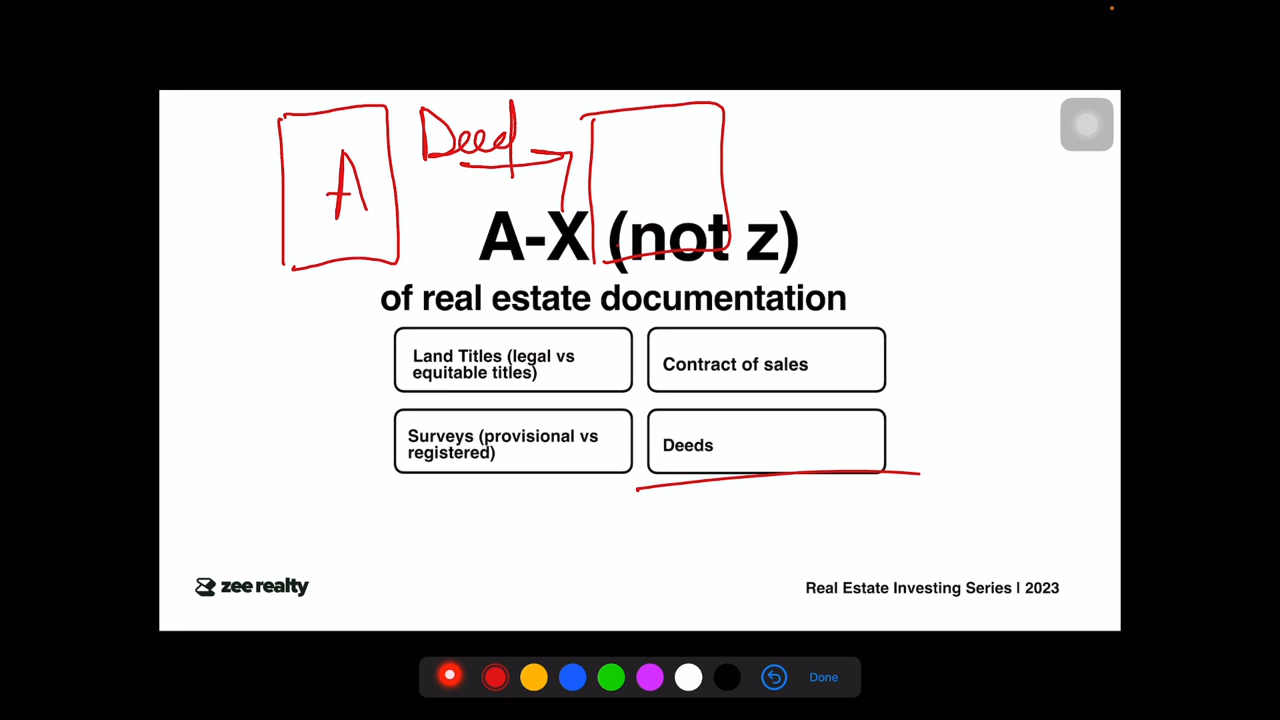 A
Deed
A-X (not z)
of real estate documentation
Land Titles (legal vs
equitable titles)
Contract of sales
Surveys (provisional vs
registered)
Deeds
zee realty
Real Estate Investing Series | 2023
Done